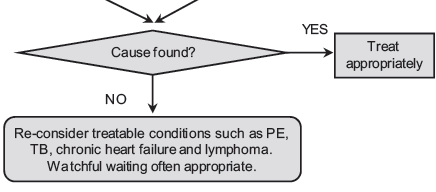 Cause found?
YES
Treat
appropriately
NO
Re-consider treatable conditions such as PE,
TB, chronic heart failure and lymphoma.
Watchful waiting often appropriate.